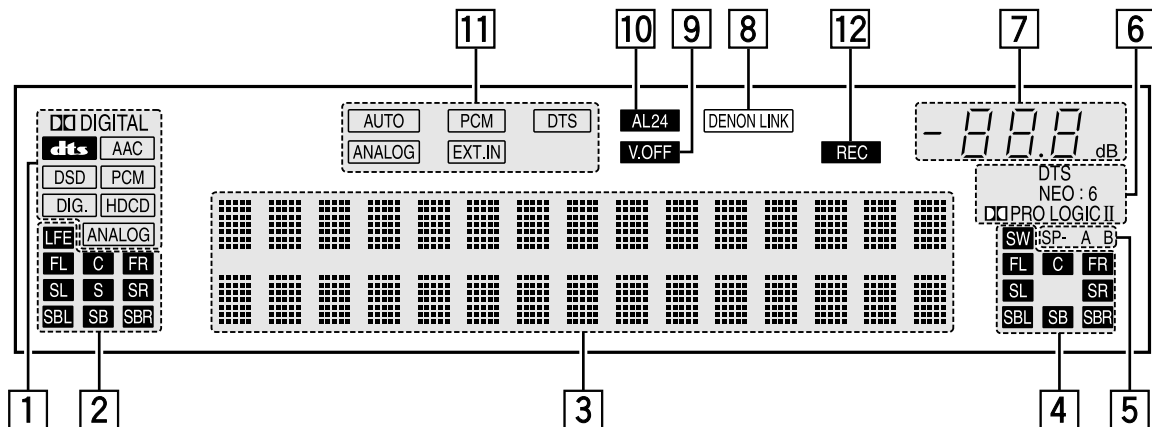 11 10 9 8 12 7 6
DIGITAL
dts AAC
DSD PCM
DIG. HDCD
LFE ANALOG
FL C FR
SL S SR
SBL SB SBR
AUTO PCM DTS
ANALOG EXT.IN
AL24 DENON LINK
V.OFF REC
-88.8 dB
DTS
NEO : 6
PRO LOGIC II
SW SP- A B
FL C FR
SL SR
SBL SB SBR
1 2 3 4 5